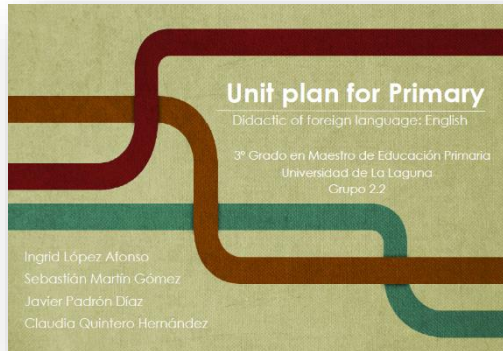 Unit plan for Primary
Didactic of foreign language: English
3º Grado en Maestro de Educación Primaria
Universidad de La Laguna
Grupo 2.2
Ingrid López Afonso
Sebastián Martín Gómez
Javier Padrón Díaz
Claudia Quintero Hernández